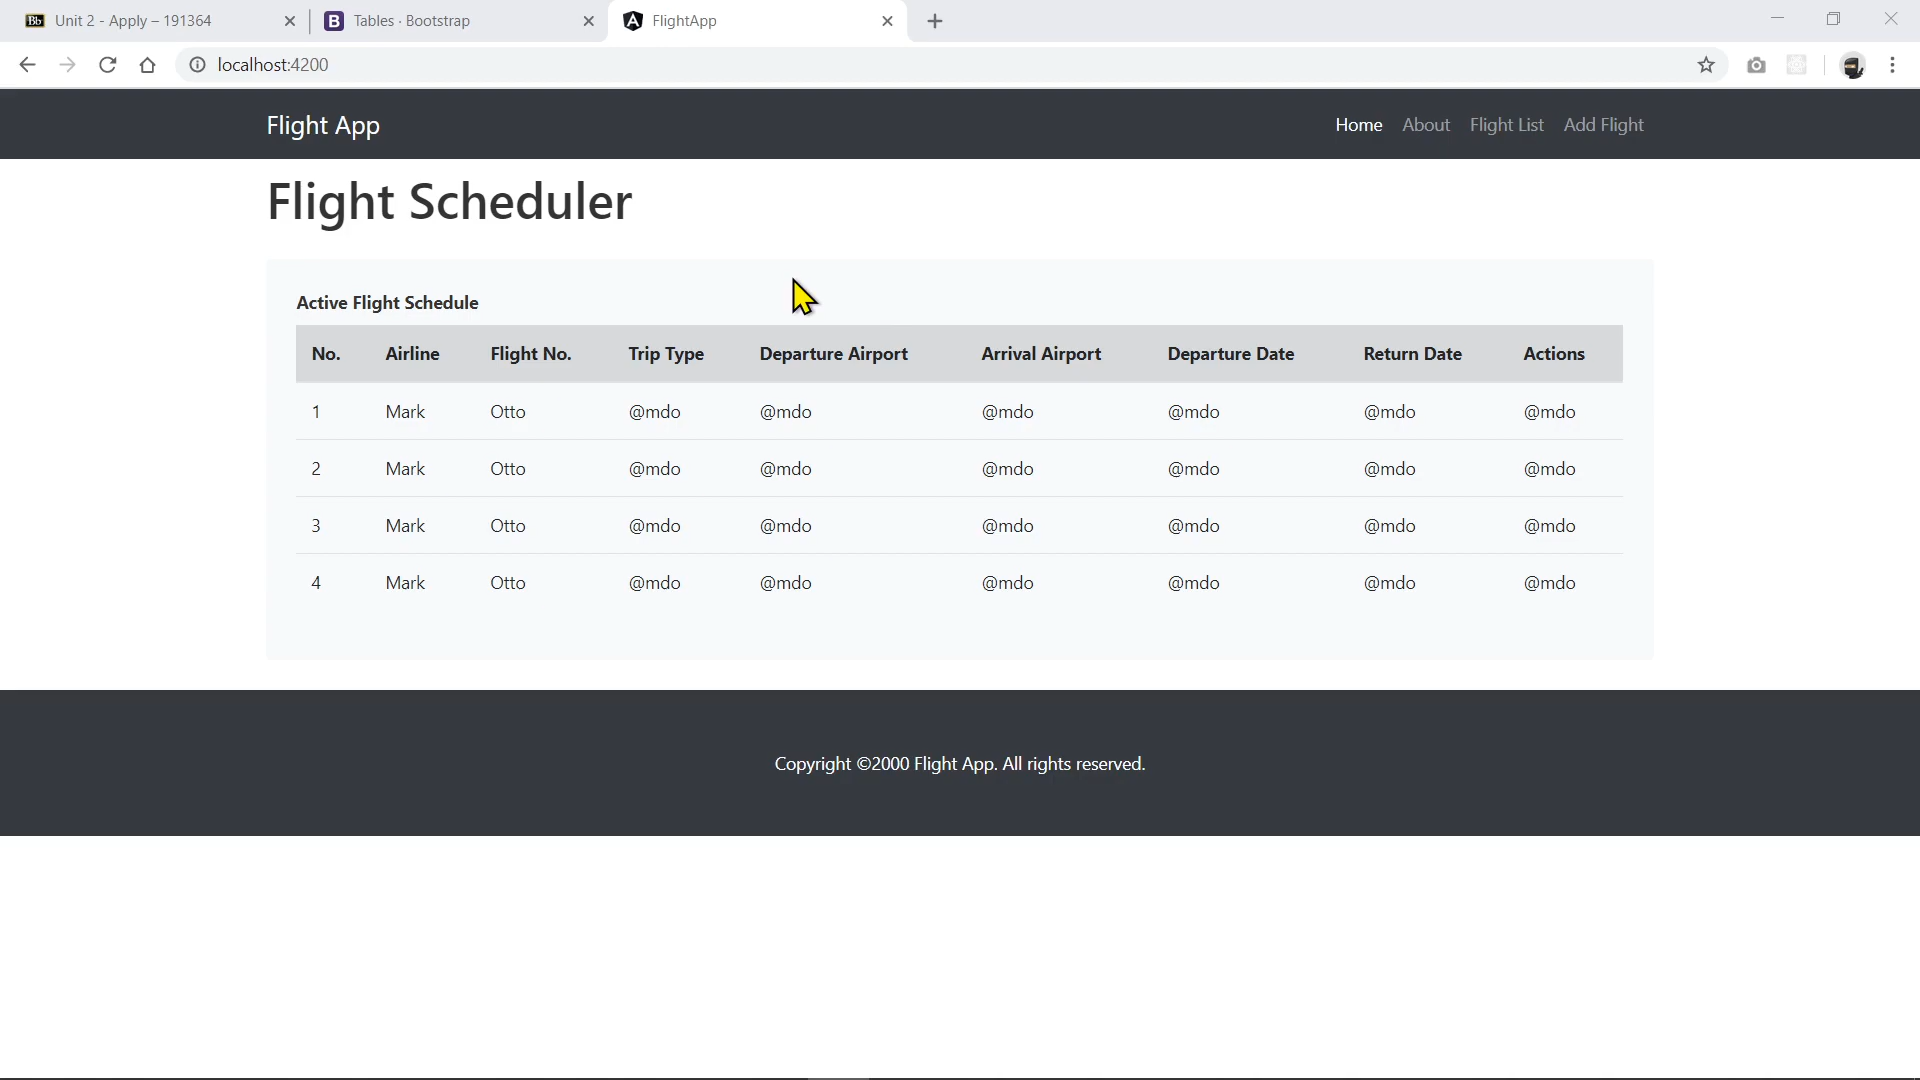 Unit 2 - Apply – 191364
Tables · Bootstrap
FlightApp
localhost:4200
Flight App
Home About Flight List Add Flight
Flight Scheduler
Active Flight Schedule
No. Airline Flight No. Trip Type Departure Airport Arrival Airport Departure Date Return Date Actions
1 Mark Otto @mdo @mdo @mdo @mdo @mdo @mdo
2 Mark Otto @mdo @mdo @mdo @mdo @mdo @mdo
3 Mark Otto @mdo @mdo @mdo @mdo @mdo @mdo
4 Mark Otto @mdo @mdo @mdo @mdo @mdo @mdo
Copyright ©2000 Flight App. All rights reserved.